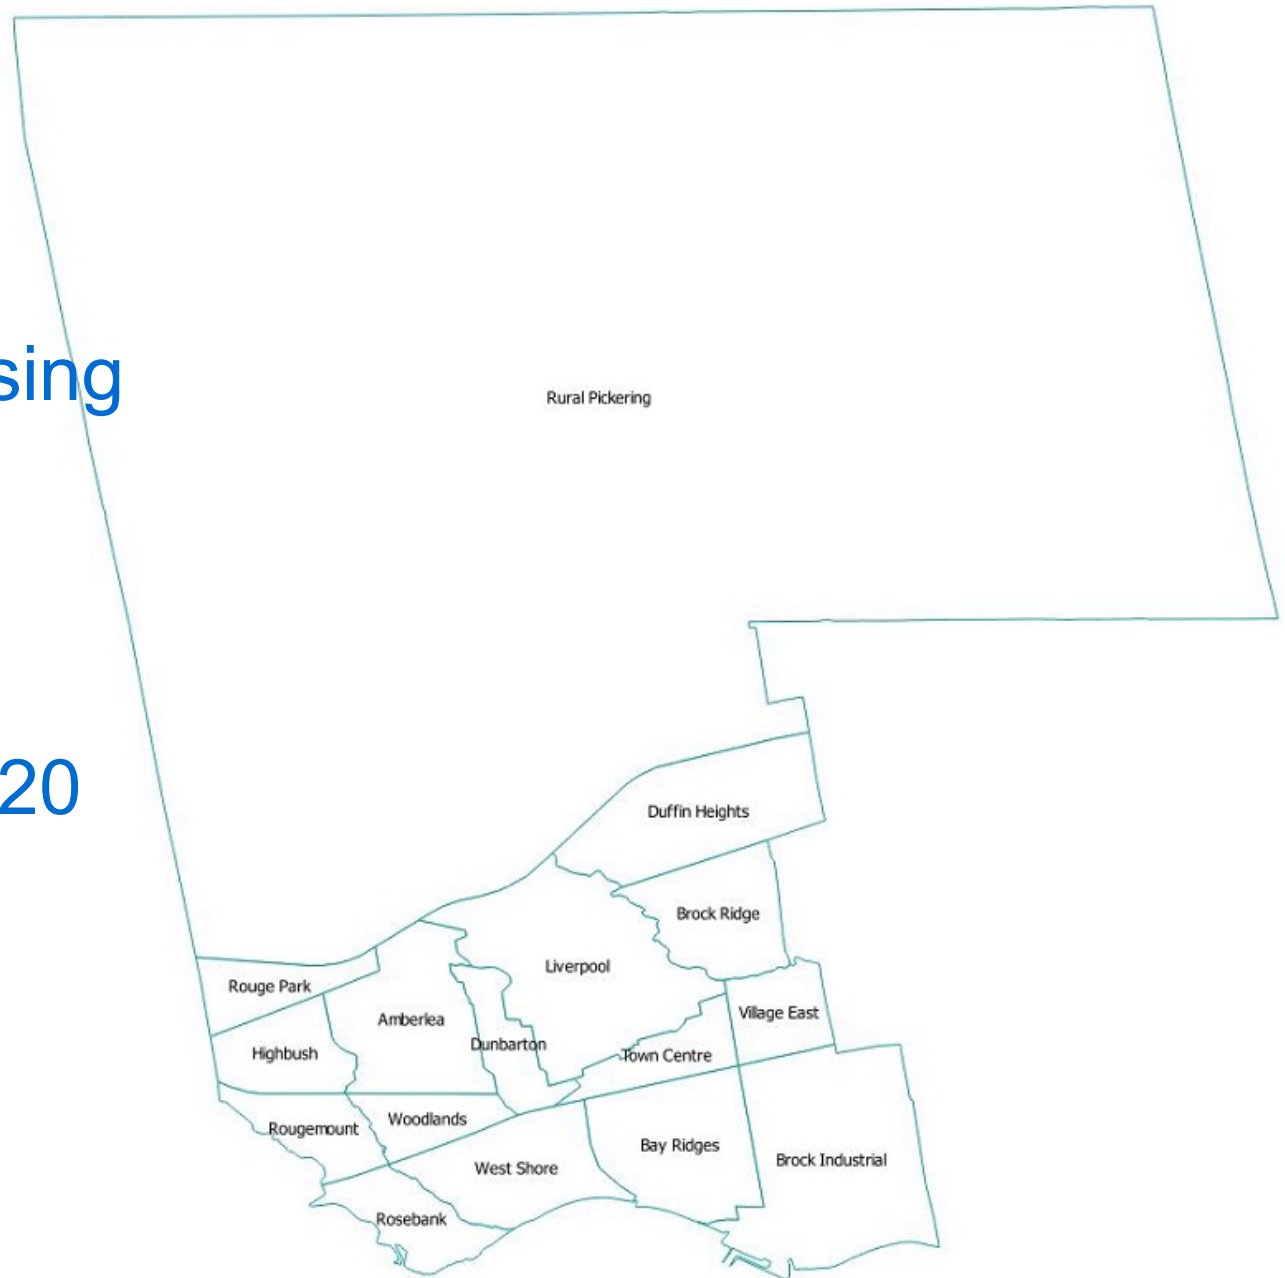 sing
Rural Pickering
20
Duffin Heights
Brock Ridge
Liverpool
Rouge Park
Village East
Amberlea
Dunbarton
Highbush
Town Centre
Woodlands
Rougemount
Bay Ridges
Brock Industrial
West Shore
Rosebank